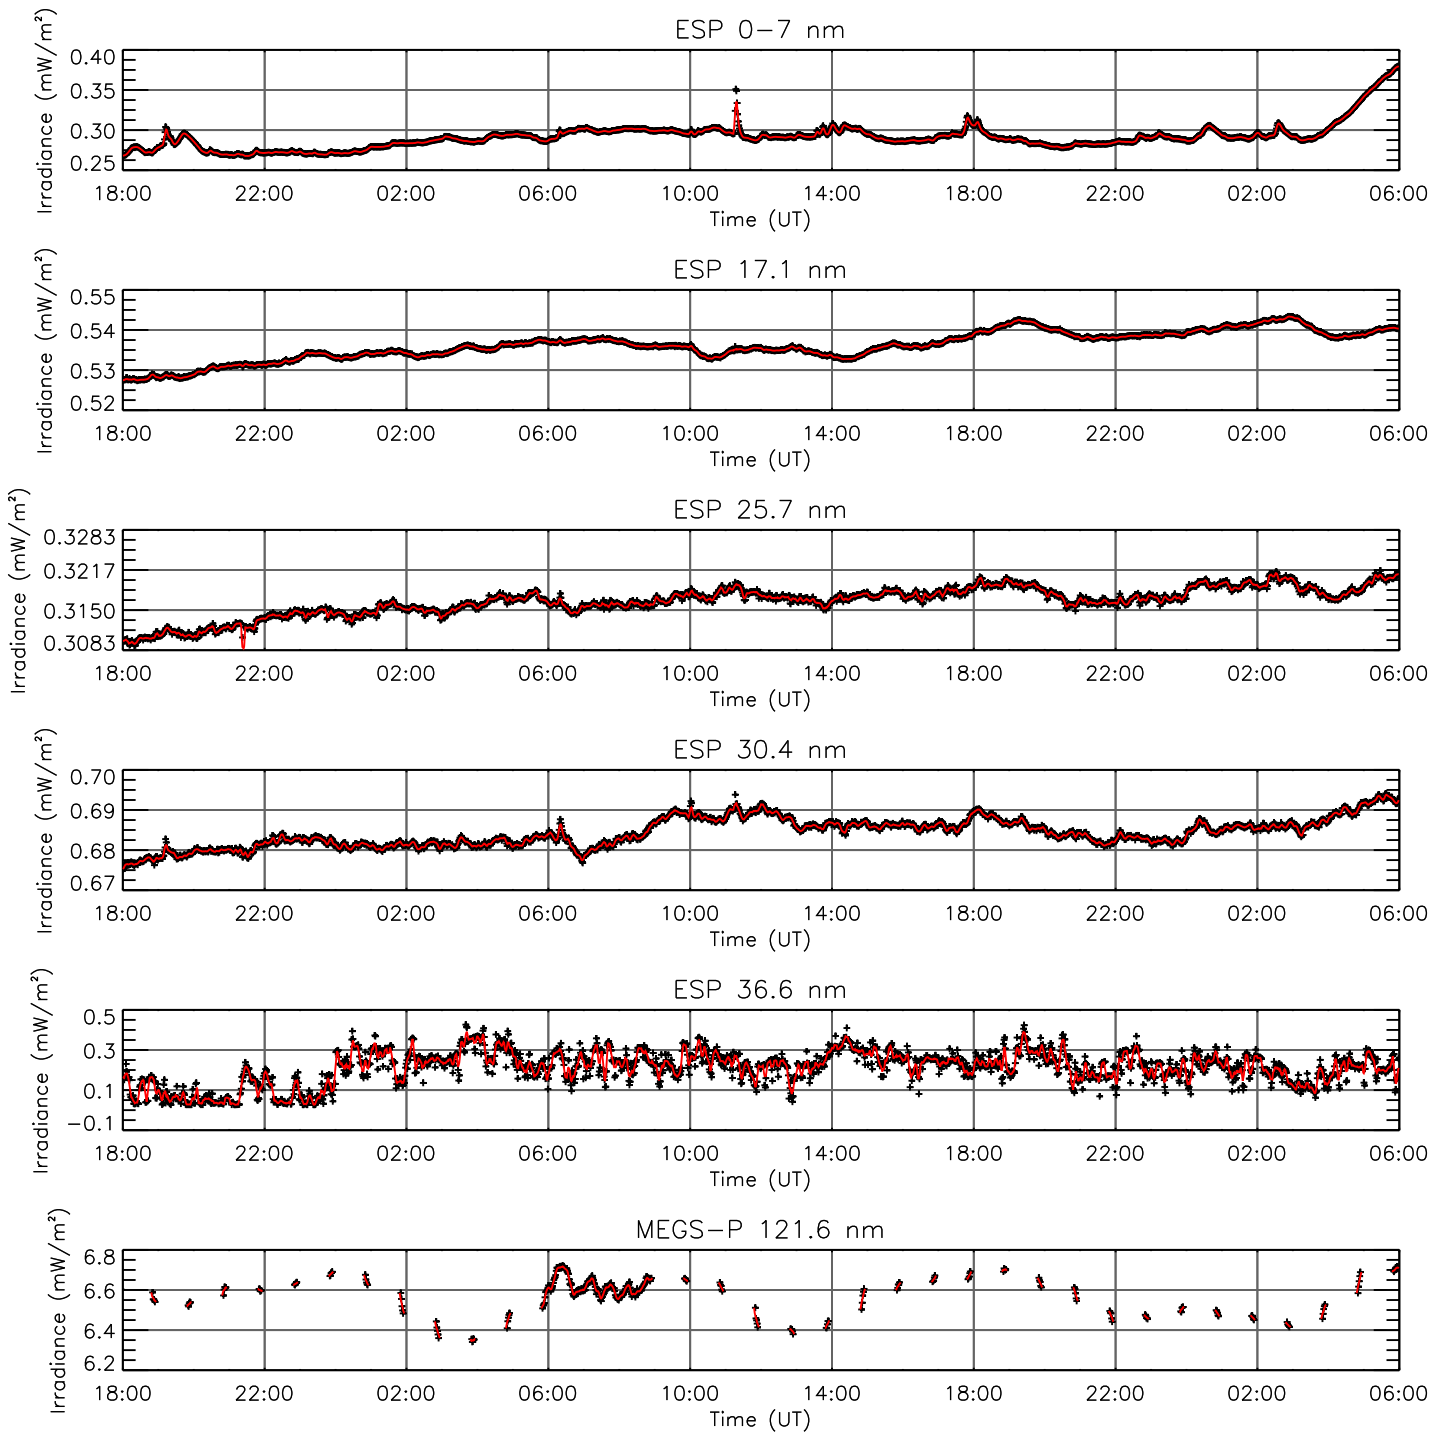 ESP 0-7 nm
Irradiance (mW/m²)
0.40
0.35
0.30
0.25
18:00 22:00 02:00 06:00 10:00 14:00 18:00 22:00 02:00 06:00
Time (UT)
ESP 17.1 nm
Irradiance (mW/m²)
0.55
0.54
0.53
0.52
18:00 22:00 02:00 06:00 10:00 14:00 18:00 22:00 02:00 06:00
Time (UT)
ESP 25.7 nm
Irradiance (mW/m²)
0.3283
0.3217
0.3150
0.3083
18:00 22:00 02:00 06:00 10:00 14:00 18:00 22:00 02:00 06:00
Time (UT)
ESP 30.4 nm
Irradiance (mW/m²)
0.70
0.69
0.68
0.67
18:00 22:00 02:00 06:00 10:00 14:00 18:00 22:00 02:00 06:00
Time (UT)
ESP 36.6 nm
Irradiance (mW/m²)
0.5
0.3
0.1
-0.1
18:00 22:00 02:00 06:00 10:00 14:00 18:00 22:00 02:00 06:00
Time (UT)
MEGS-P 121.6 nm
Irradiance (mW/m²)
6.8
6.6
6.4
6.2
18:00 22:00 02:00 06:00 10:00 14:00 18:00 22:00 02:00 06:00
Time (UT)